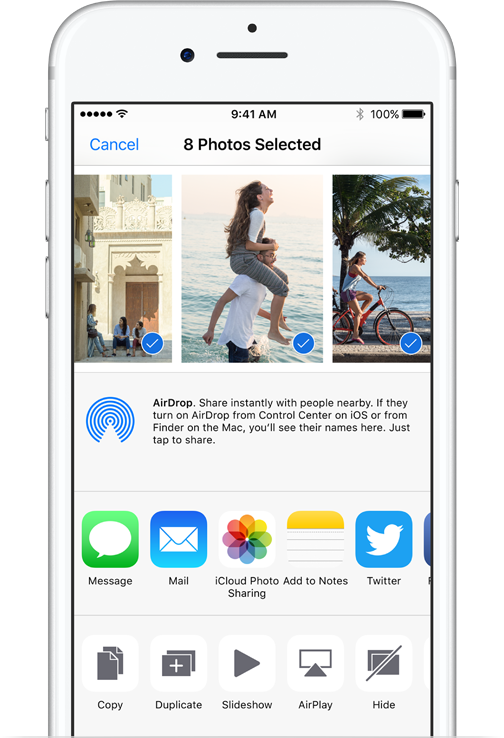 9:41 AM
100%
Cancel
8 Photos Selected
AirDrop. Share instantly with people nearby. If they
turn on AirDrop from Control Center on iOS or from
Finder on the Mac, you’ll see their names here. Just
tap to share.
Message
Mail
iCloud Photo
Sharing
Add to Notes
Twitter
Copy
Duplicate
Slideshow
AirPlay
Hide